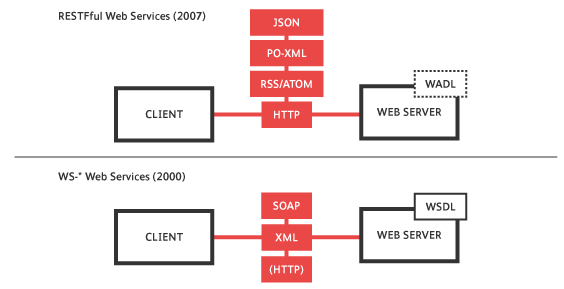 RESTFful Web Services (2007)
JSON
PO-XML
RSS/ATOM
HTTP
CLIENT
WEB SERVER
WADL
WS-* Web Services (2000)
SOAP
XML
(HTTP)
CLIENT
WEB SERVER
WSDL